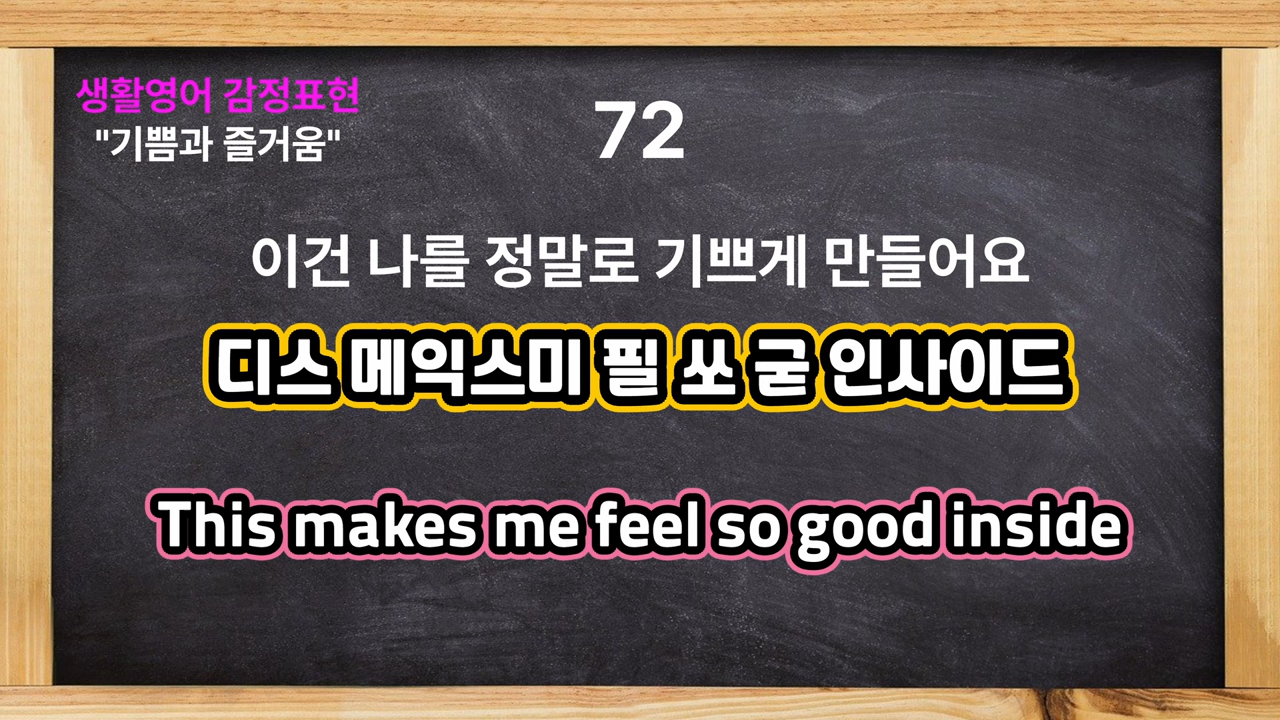 생활영어 감정표현
"기쁨과 즐거움"
72
이건 나를 정말로 기쁘게 만들어요
디스 메익스미 필 쏘 굳 인사이드
This makes me feel so good inside